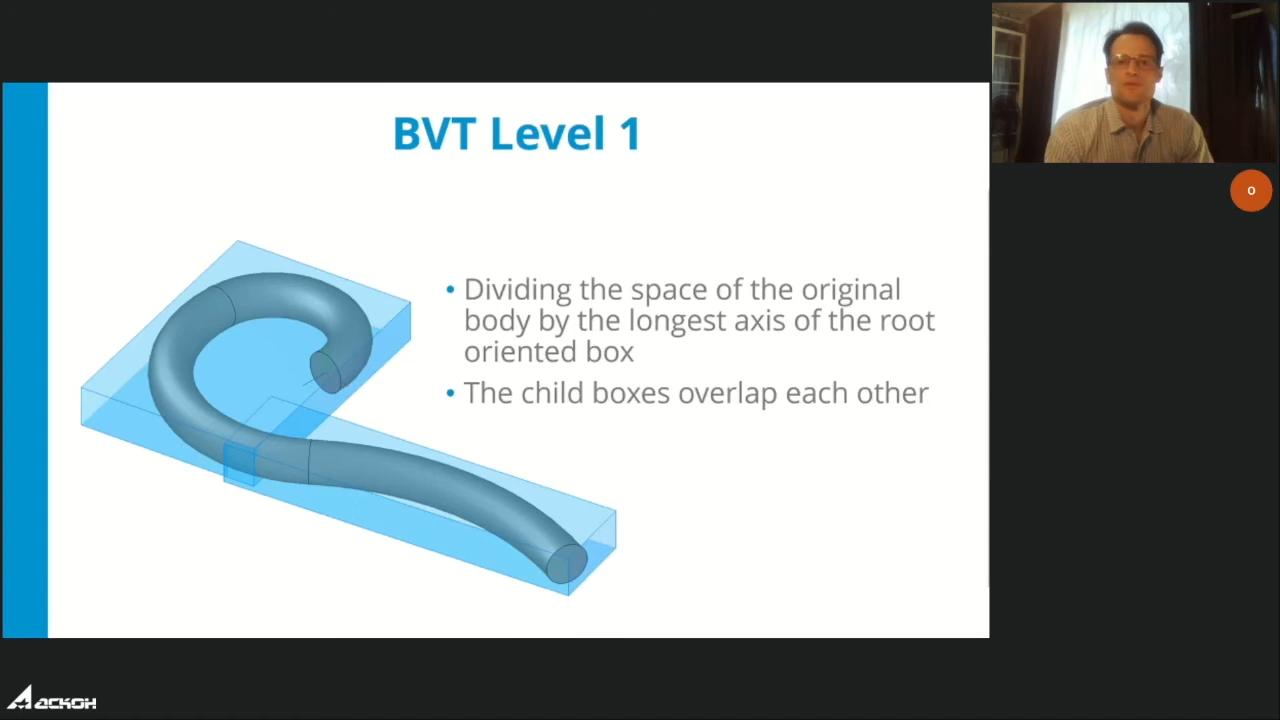 BVT Level 1
• Dividing the space of the original
body by the longest axis of the root
oriented box
• The child boxes overlap each other
O
АСКОН